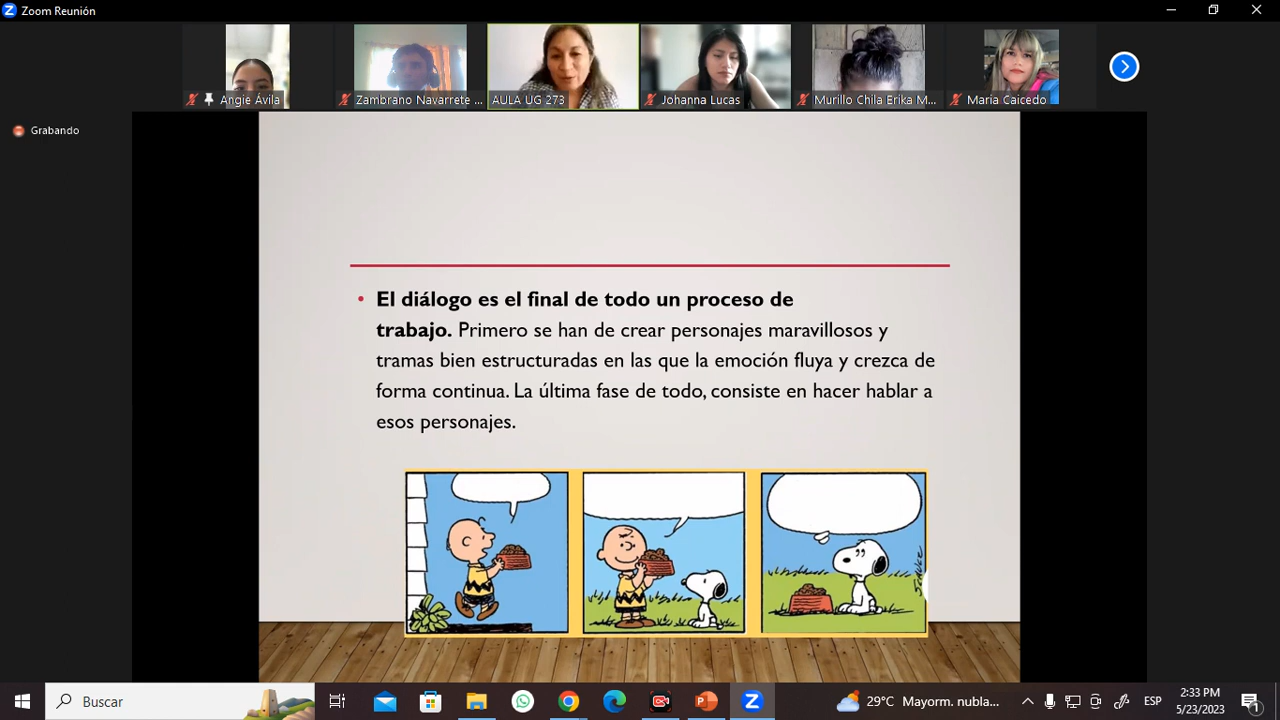 Zoom Reunión
Angie Ávila
Zambrano Navarrete ...
AULA UG 273
Johanna Lucas
Murillo Chila Erika M...
Maria Caicedo
Grabando
• El diálogo es el final de todo un proceso de
trabajo. Primero se han de crear personajes maravillosos y
tramas bien estructuradas en las que la emoción fluya y crezca de
forma continua. La última fase de todo, consiste en hacer hablar a
esos personajes.
Buscar
29°C Mayorm. nubla...
ESP
2:33 PM
5/23/2023
1